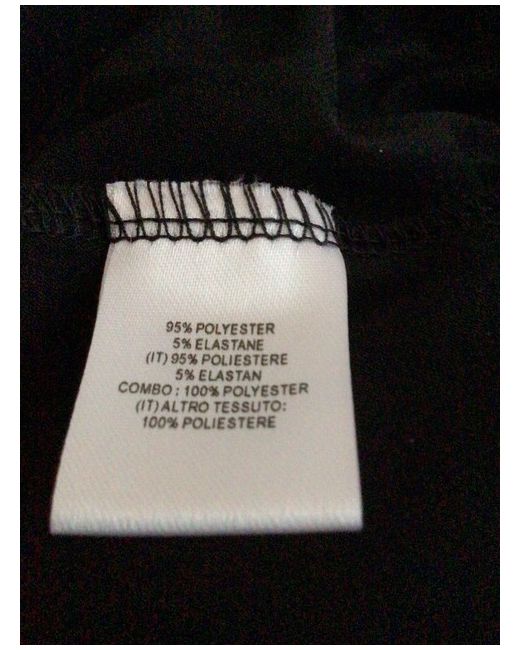 95% POLYESTER
5% ELASTANE
(IT) 95% POLIESTERE
5% ELASTAN
COMBO : 100% POLYESTER
(IT) ALTRO TESSUTO:
100% POLIESTERE